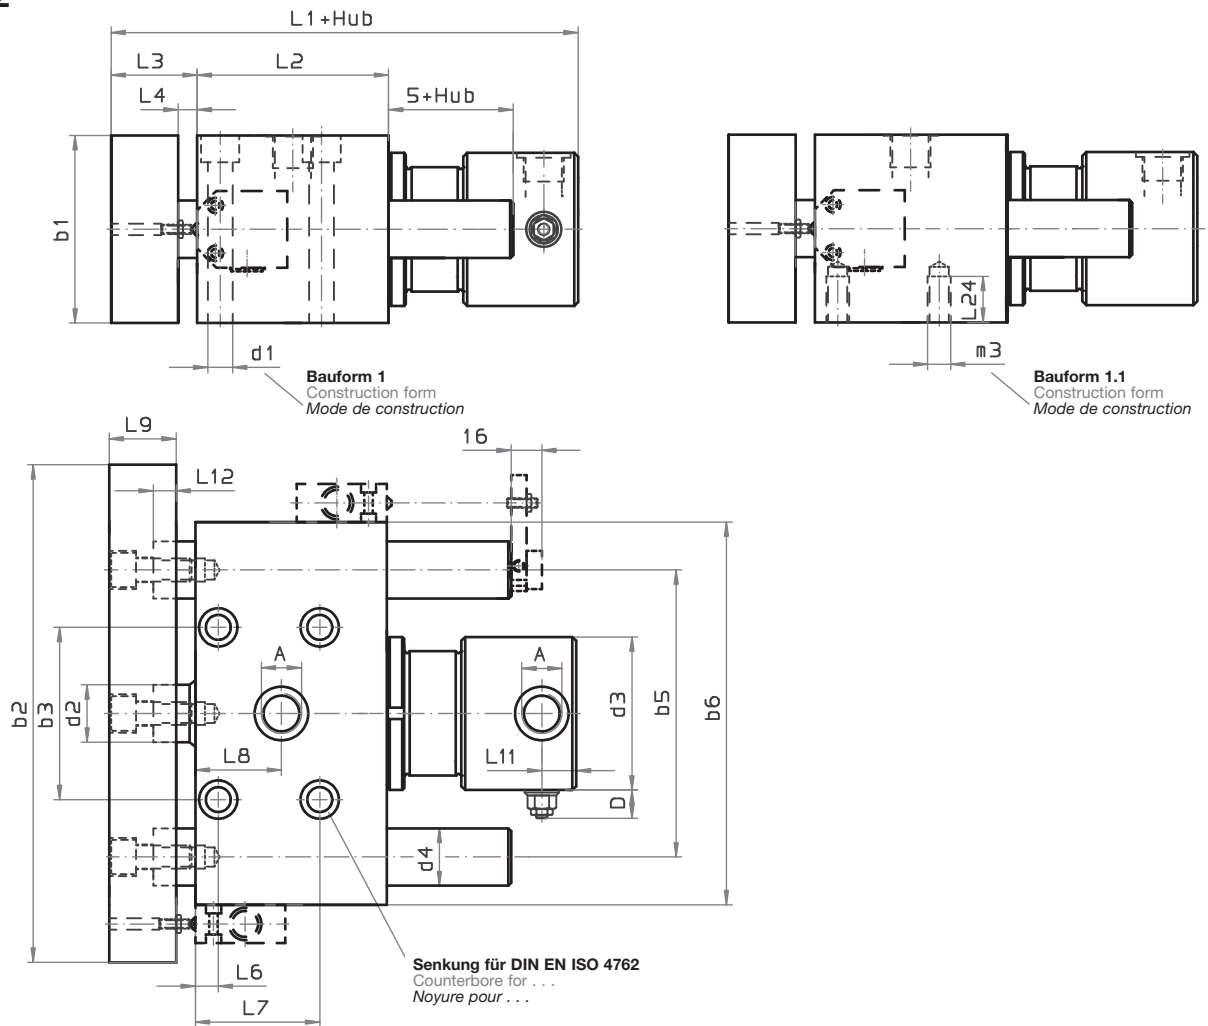 L1+Hub
L3
L2
L4
5+Hub
b1
L24
d1
m3
Bauform 1
Construction form
Mode de construction
Bauform 1.1
Construction form
Mode de construction
L9
16
L12
A
A
b2
b3
d2
d3
b5
b6
L8
L11
D
d4
L6
L7
Senkung für DIN EN ISO 4762
Counterbore for . . .
Noyure pour . . .